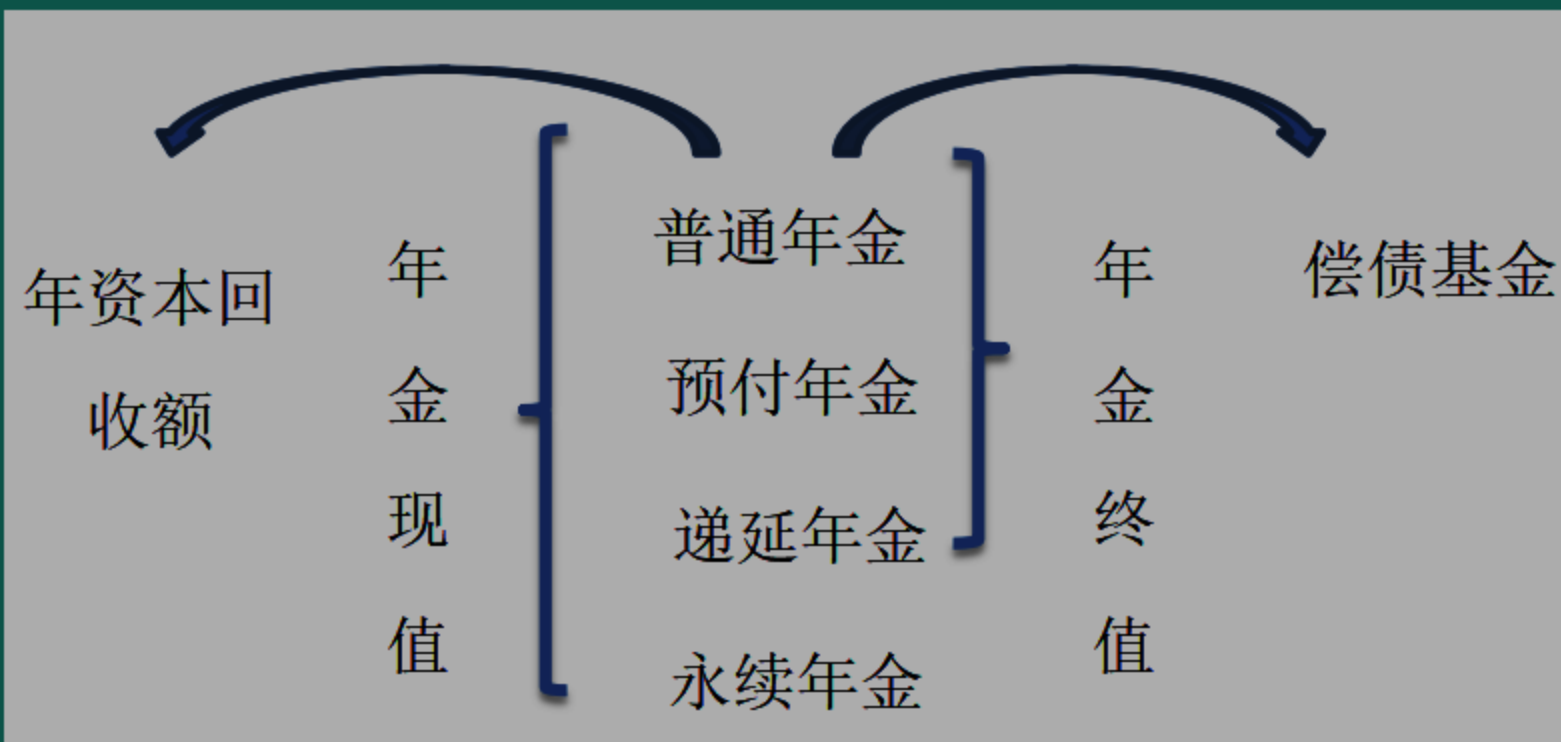 年资本回
收额
年
金
现
值
普通年金
预付年金
递延年金
永续年金
年
金
终
值
偿债基金